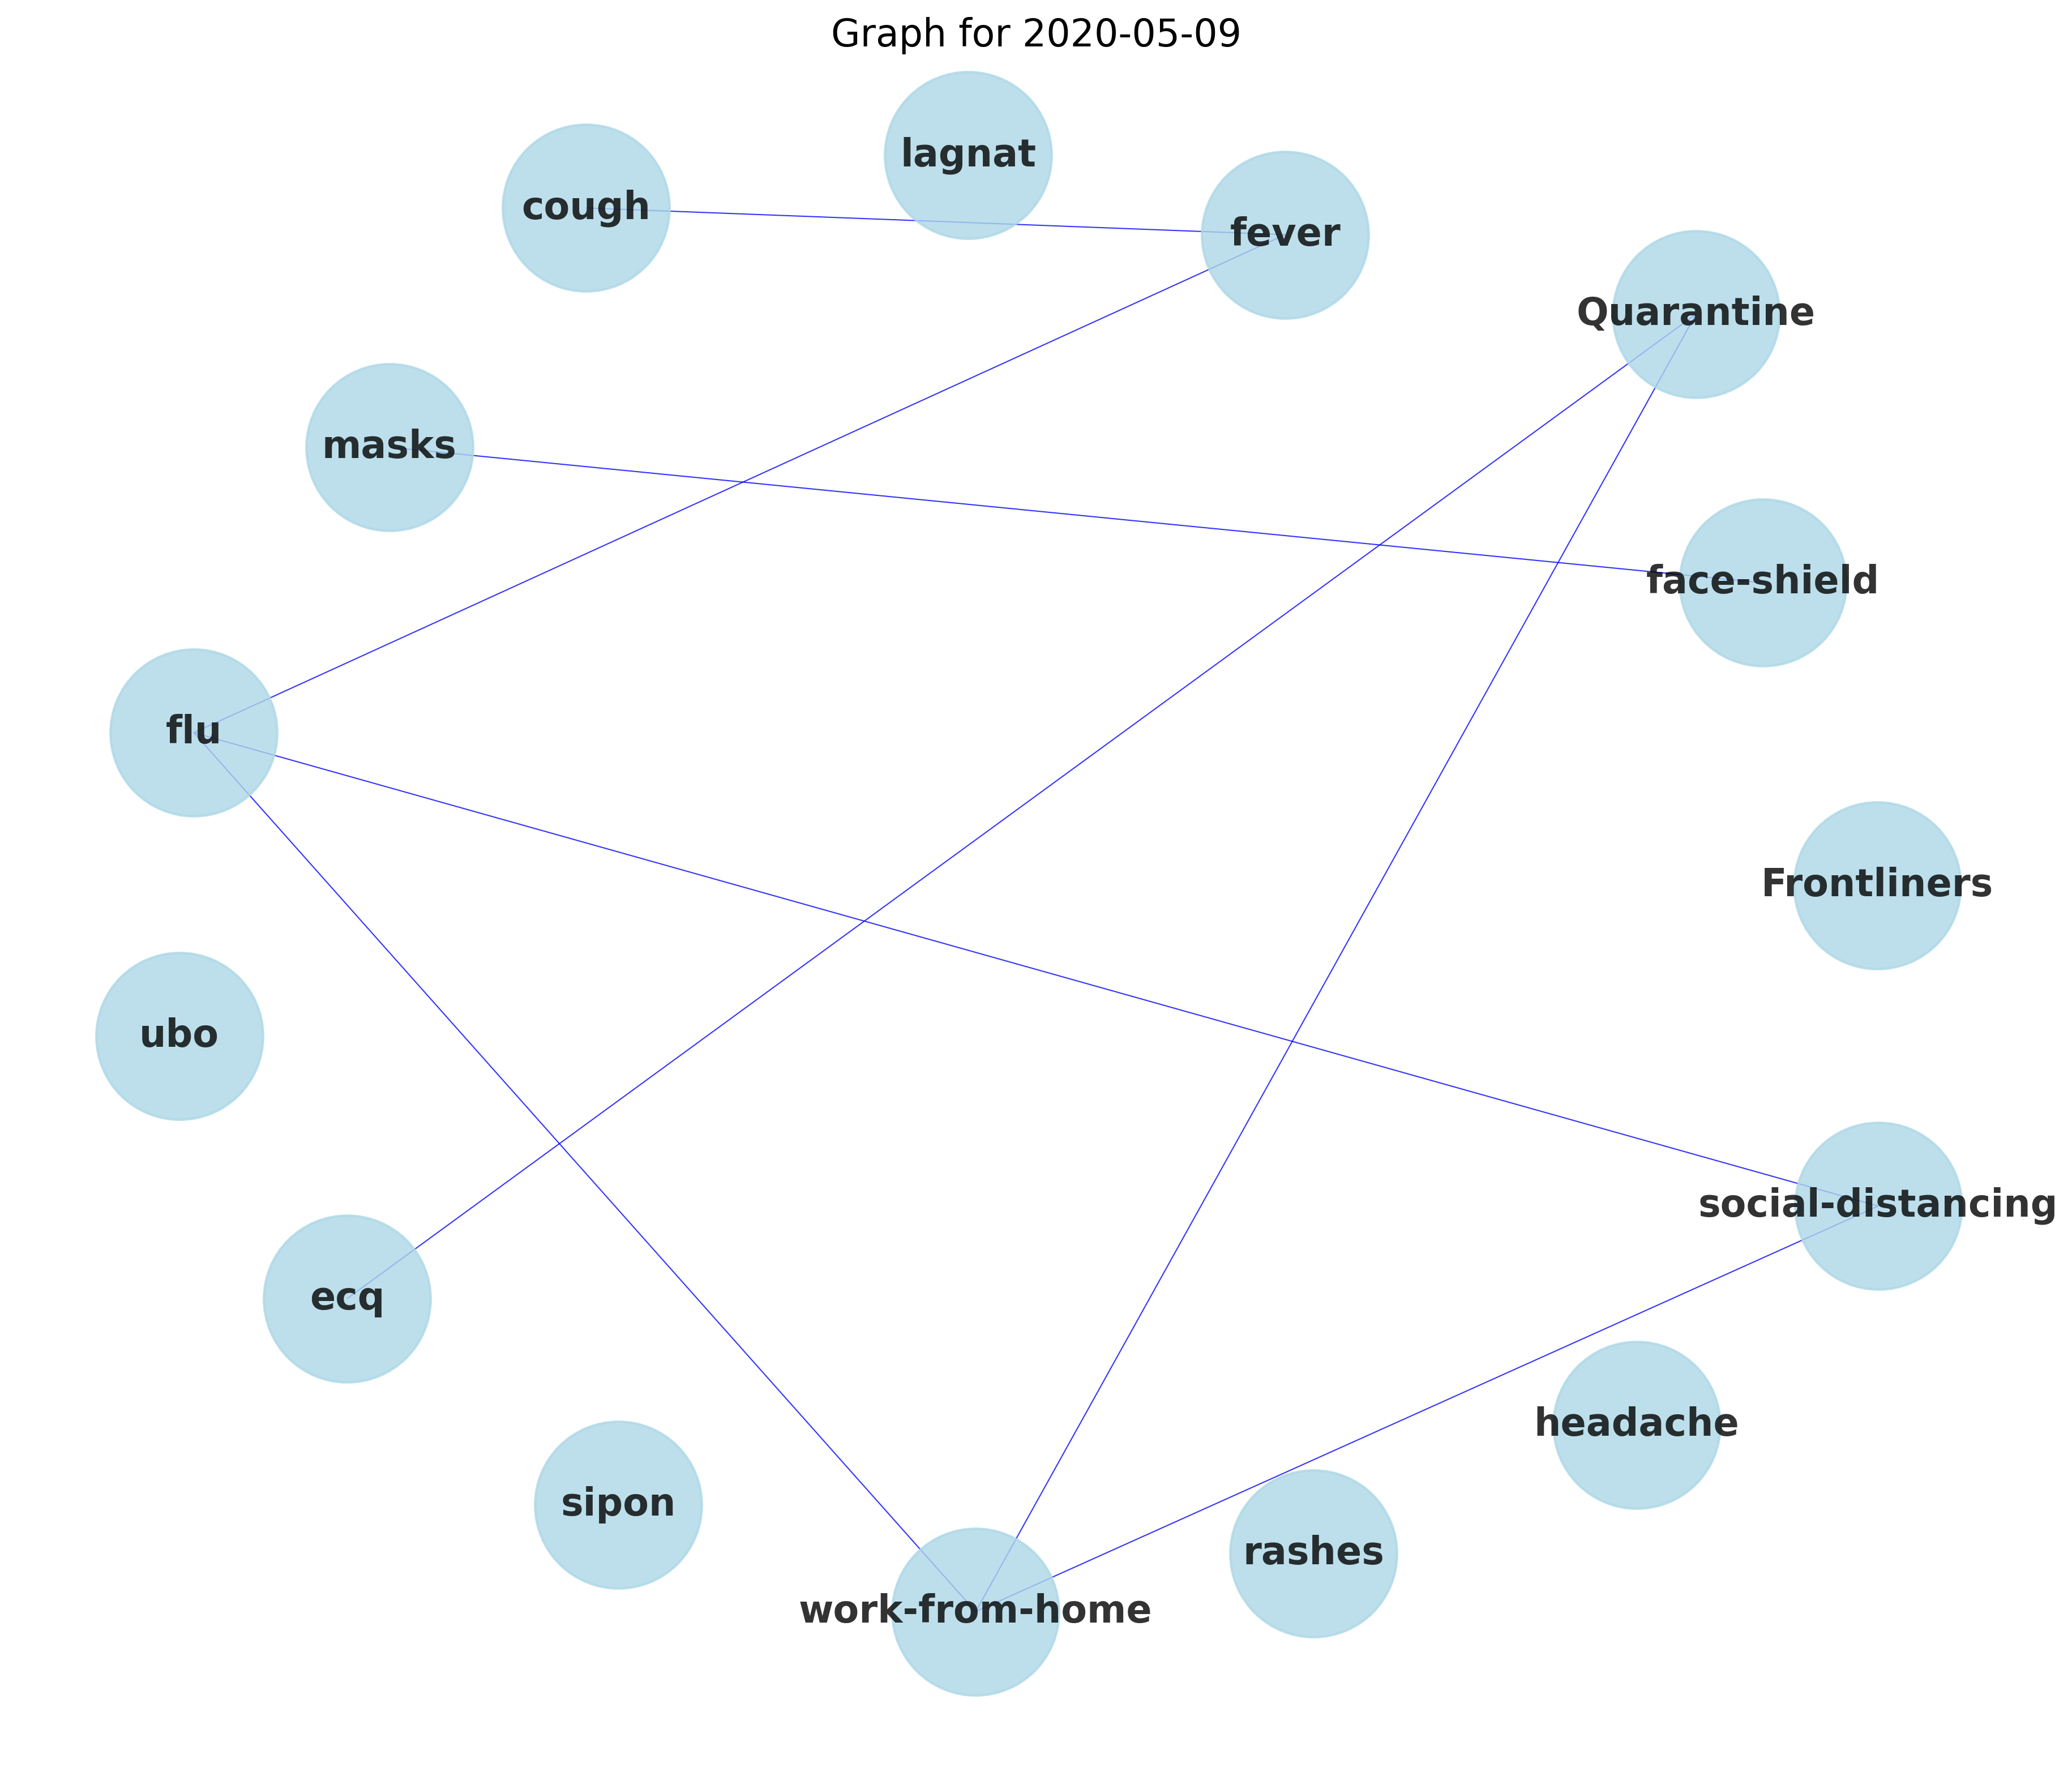 Graph for 2020-05-09
lagnat
cough
fever
Quarantine
masks
face-shield
flu
Frontliners
ubo
social-distancing
ecq
headache
sipon
rashes
work-from-home